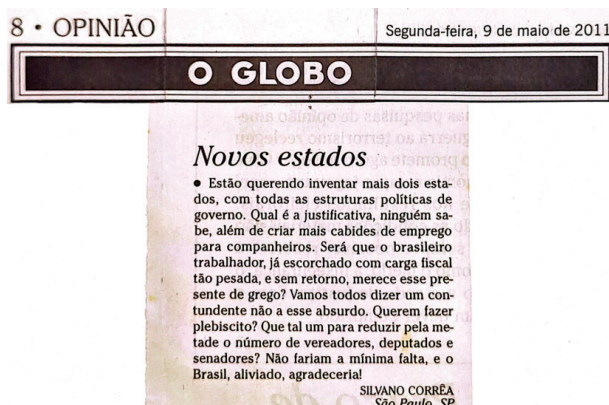 8 • OPINIÃO
Segunda-feira, 9 de maio de 2011
O GLOBO
Novos estados
• Estão querendo inventar mais dois esta-
dos, com todas as estruturas políticas de
governo. Qual é a justificativa, ninguém sa-
be, além de criar mais cabides de emprego
para companheiros. Será que o brasileiro
trabalhador, já escorchado com carga fiscal
tão pesada, e sem retorno, merece esse pre-
sente de grego? Vamos todos dizer um con-
tundente não a esse absurdo. Querem fazer
plebiscito? Que tal um para reduzir pela me-
tade o número de vereadores, deputados e
senadores? Não fariam a mínima falta, e o
Brasil, aliviado, agradeceria!
SILVANO CORRÊA
São Paulo, SP